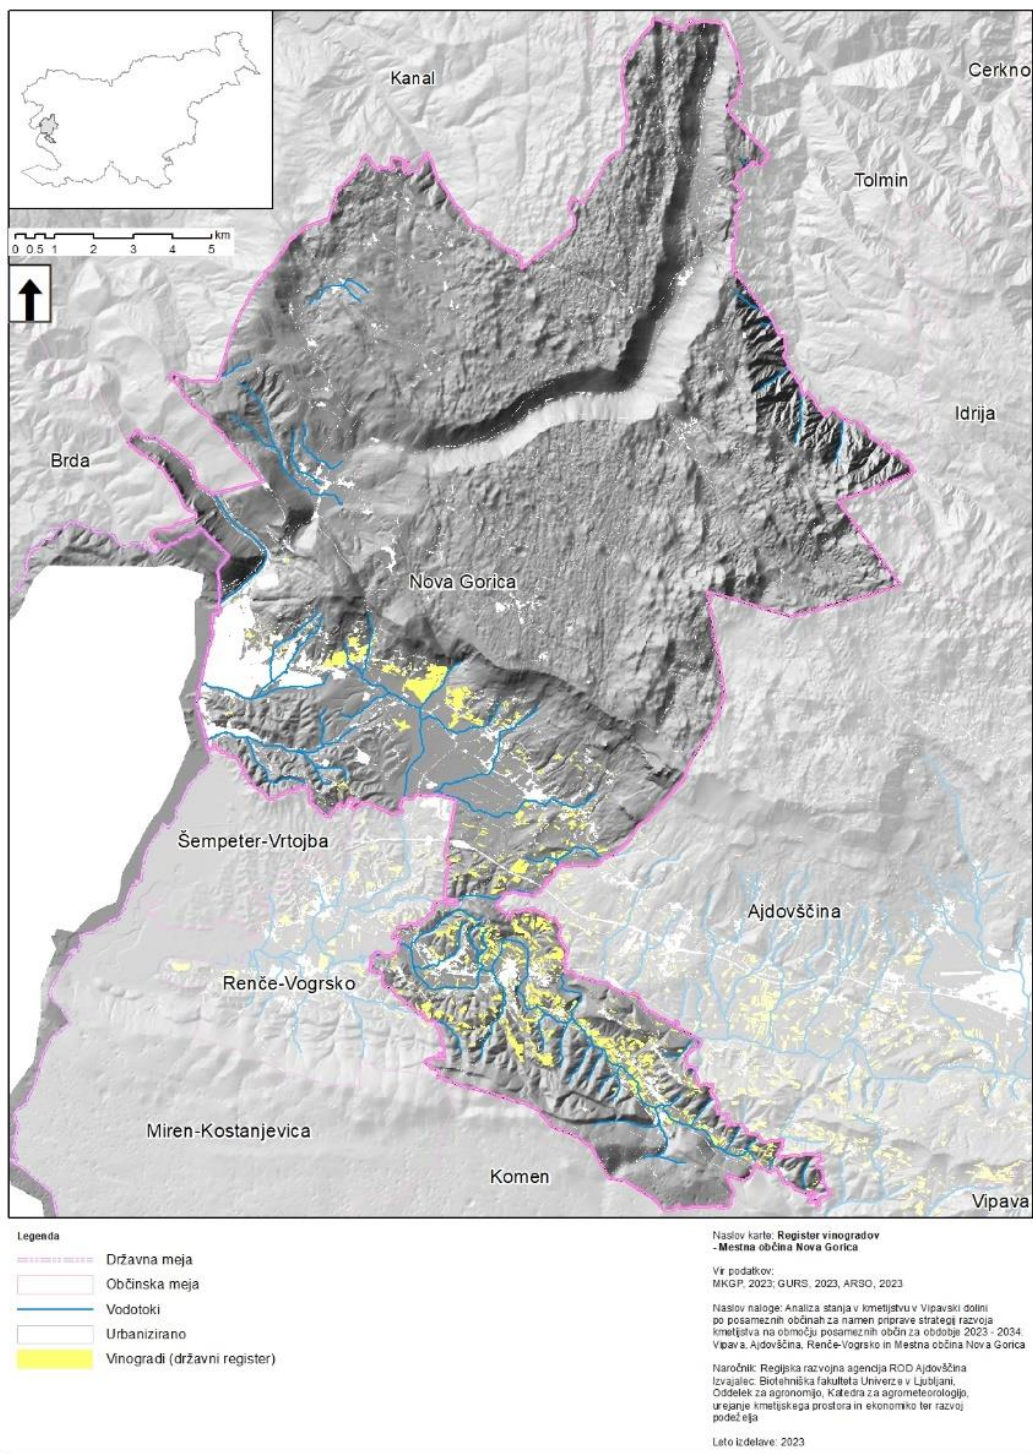 Kanal
Cerkno
Tolmin
km
0 0.5 1 2 3 4 5
Idrija
Brda
Nova Gorica
Šempeter-Vrtojba
Ajdovščina
Renče-Vogrsko
Miren-Kostanjevica
Komen
Vipava
Legenda
Državna meja
Občinska meja
Vodotoki
Urbanizirano
Vinogradi (državni register)
Naslov karte: Register vinogradov
- Mestna občina Nova Gorica
Vir podatkov:
MKGP, 2023; GURS, 2023, ARSO, 2023
Naslov naloge: Analiza stanja v kmetijstvu v Vipavski dolini
po posameznih občinah za namen priprave strategij razvoja
kmetijstva na območju posameznih občin za obdobje 2023 - 2034:
Vipava, Ajdovščina, Renče-Vogrsko in Mestna občina Nova Gorica
Naročnik: Regijska razvojna agencija ROD Ajdovščina
Izvajalec: Biotehniška fakulteta Univerze v Ljubljani,
Oddelek za agronomijo, Katedra za agrometeorologijo,
urejanje kmetijskega prostora in ekonomiko ter razvoj
podeželja
Leto izdelave: 2023